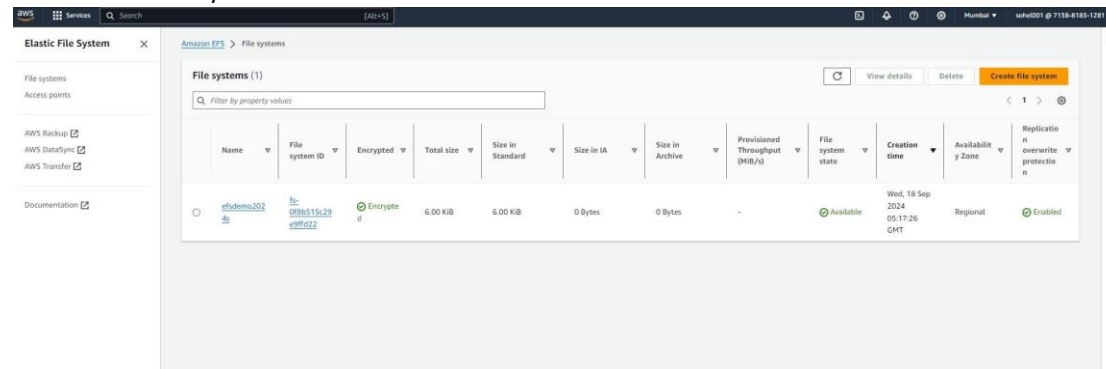 aws Services Search [Alt+S] Mumbai ▼ sohel001 @ 7138-8183-1281
Elastic File System
File systems
Access points
AWS Backup
AWS DataSync
AWS Transfer
Documentation
Amazon EFS > File systems
File systems (1)
View details Delete Create file system
Filter by property values
< 1 >
Name
File
system ID
Encrypted
Total size
Size in
Standard
Size in IA
Size in
Archive
Provisioned
Throughput
(MiB/s)
File
system
state
Creation
time
Availabilit
y Zone
Replicatio
n
overwrite
protectio
n
efsdemo202
4s
fs-
0f8b515c29
e9ffd22
Encrypte
d
6.00 KiB
6.00 KiB
0 Bytes
0 Bytes
-
Available
Wed, 18 Sep
2024
05:17:26
GMT
Regional
Enabled